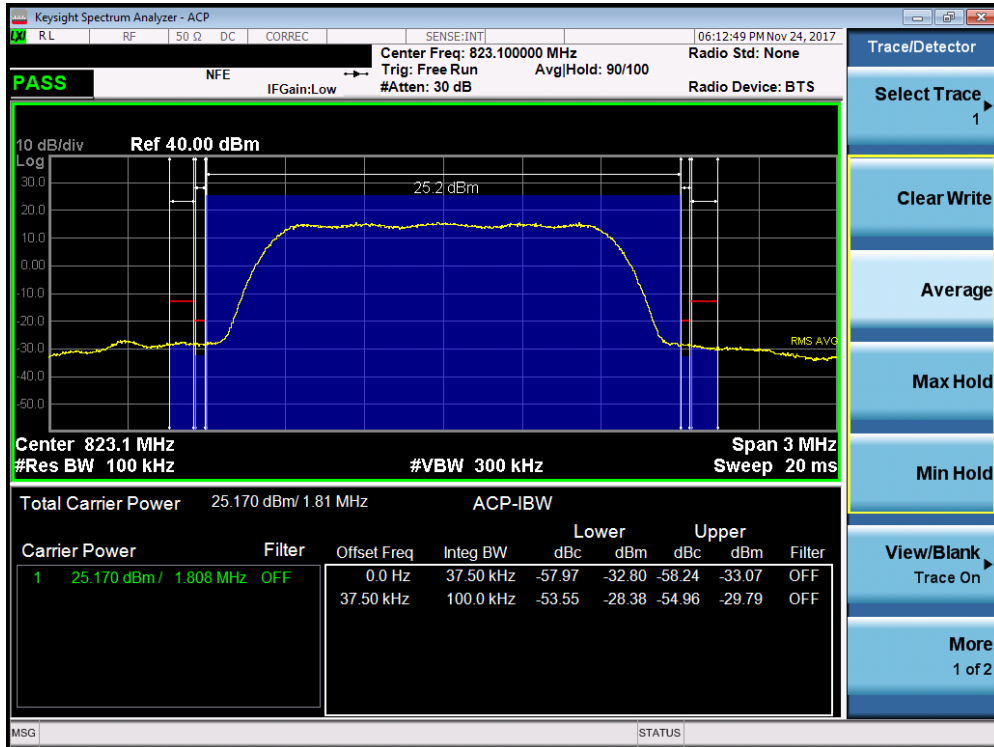 Keysight Spectrum Analyzer - ACP
LXI RL RF 50 Ω DC CORREC SENSE:INT 06:12:49 PM Nov 24, 2017
Center Freq: 823.100000 MHz Radio Std: None
PASS NFE Trig: Free Run Avg|Hold: 90/100
IFGain:Low #Atten: 30 dB Radio Device: BTS
10 dB/div Ref 40.00 dBm
Log
30.0
25.2 dBm
20.0
10.0
0.00
-10.0
-20.0
-30.0
RMS AVG
-40.0
-50.0
Center 823.1 MHz Span 3 MHz
#Res BW 100 kHz #VBW 300 kHz Sweep 20 ms
Total Carrier Power 25.170 dBm/ 1.81 MHz ACP-IBW
Lower Upper
Carrier Power Filter Offset Freq Integ BW dBc dBm dBc dBm Filter
1 25.170 dBm / 1.808 MHz OFF 0.0 Hz 37.50 kHz -57.97 -32.80 -58.24 -33.07 OFF
37.50 kHz 100.0 kHz -53.55 -28.38 -54.96 -29.79 OFF
MSG STATUS
Trace/Detector
Select Trace
1
Clear Write
Average
Max Hold
Min Hold
View/Blank
Trace On
More
1 of 2